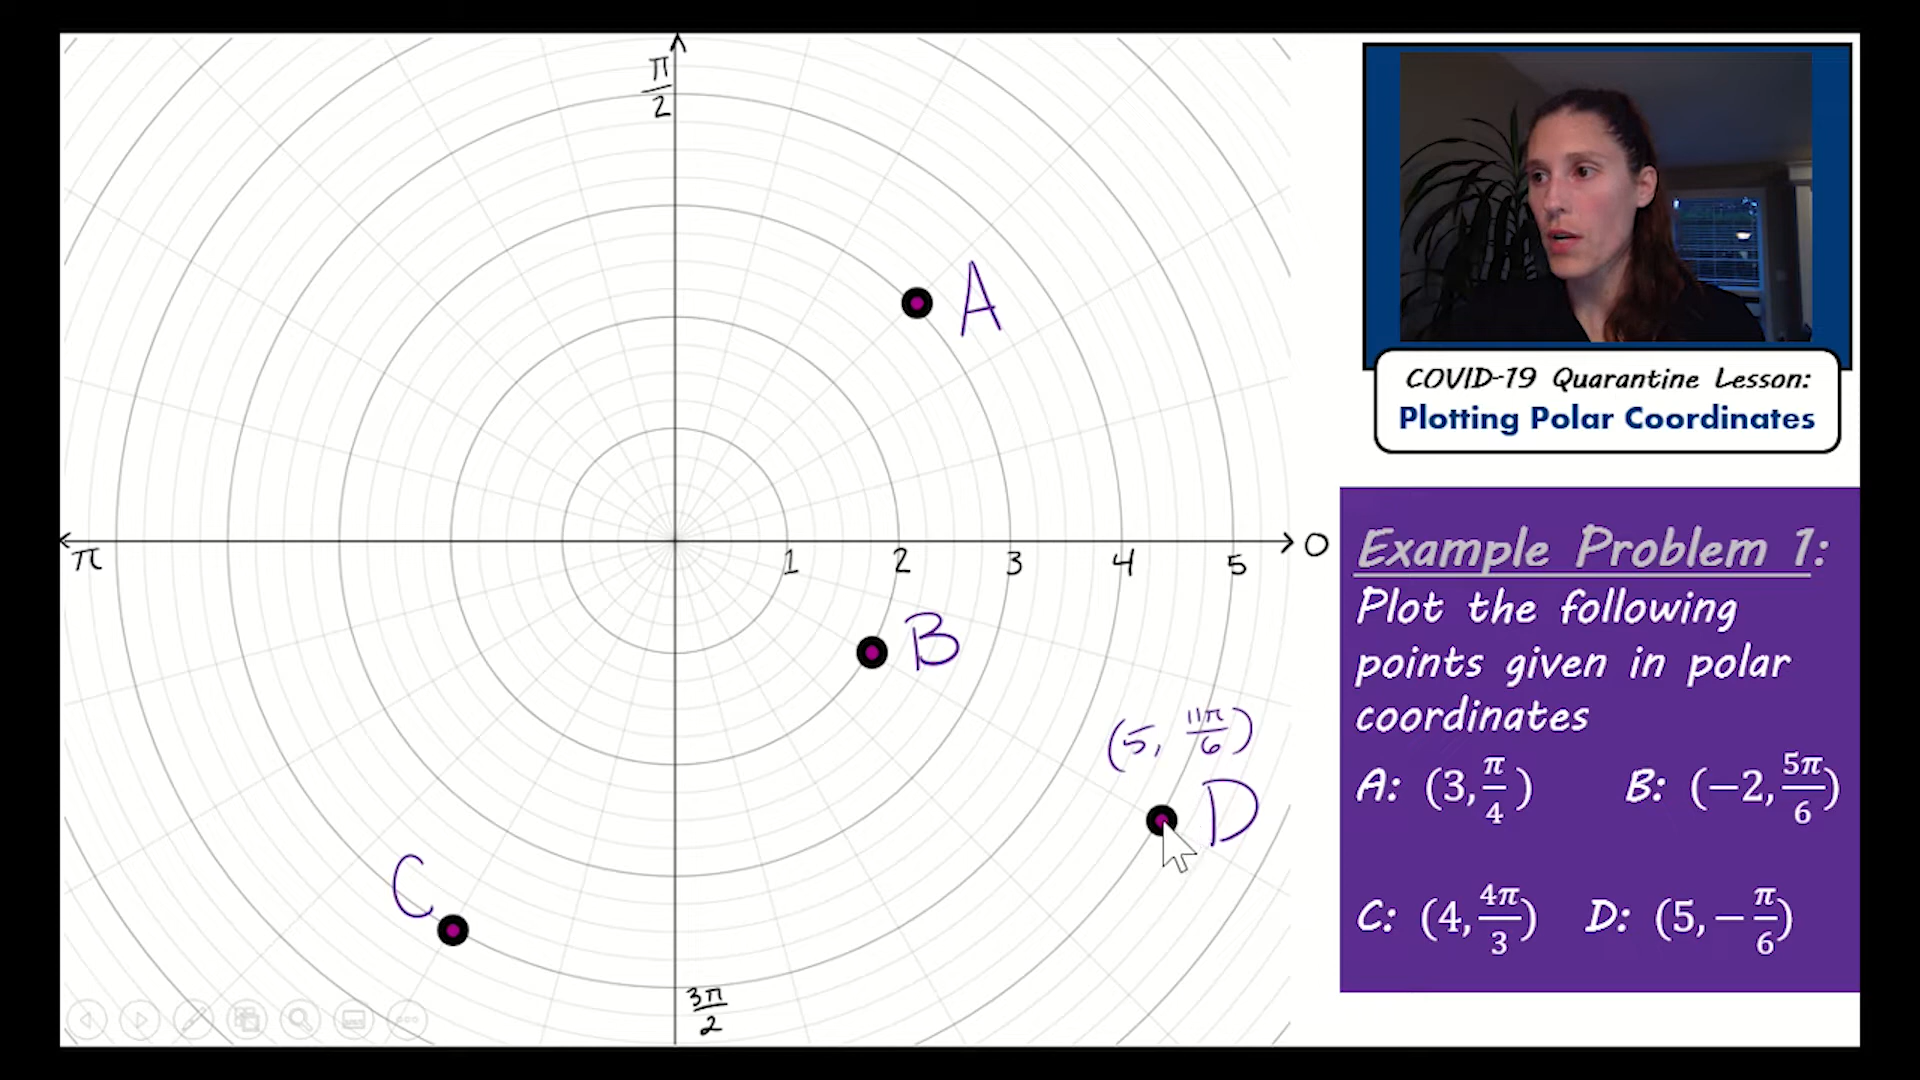 π/2
A
COVID-19 Quarantine Lesson:
Plotting Polar Coordinates
π
1 2 3 4 5 0
Example Problem 1:
Plot the following
points given in polar
coordinates
A: (3, π/4) B: (−2, 5π/6)
C: (4, 4π/3) D: (5, −π/6)
B
(5, 11π/6)
D
C
3π/2